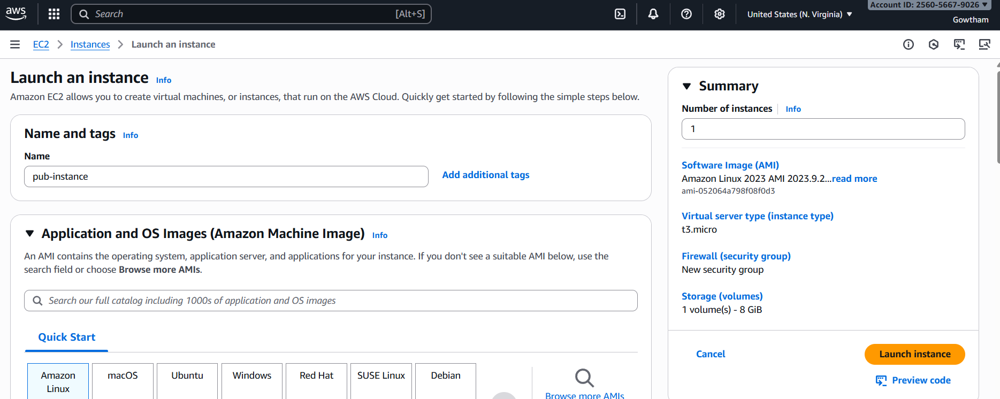 aws
Search [Alt+S]
United States (N. Virginia)
Account ID: 2560-5667-9026
Gowtham
EC2
Instances
Launch an instance
Launch an instance Info
Amazon EC2 allows you to create virtual machines, or instances, that run on the AWS Cloud. Quickly get started by following the simple steps below.
Name and tags Info
Name
pub-instance
Add additional tags
Application and OS Images (Amazon Machine Image) Info
An AMI contains the operating system, application server, and applications for your instance. If you don't see a suitable AMI below, use the
search field or choose Browse more AMIs.
Search our full catalog including 1000s of application and OS images
Quick Start
Amazon
Linux
macOS
Ubuntu
Windows
Red Hat
SUSE Linux
Debian
Browse more AMIs
Summary
Number of instances Info
1
Software Image (AMI)
Amazon Linux 2023 AMI 2023.9.2...read more
ami-052064a798f08f0d3
Virtual server type (instance type)
t3.micro
Firewall (security group)
New security group
Storage (volumes)
1 volume(s) - 8 GiB
Cancel
Launch instance
Preview code